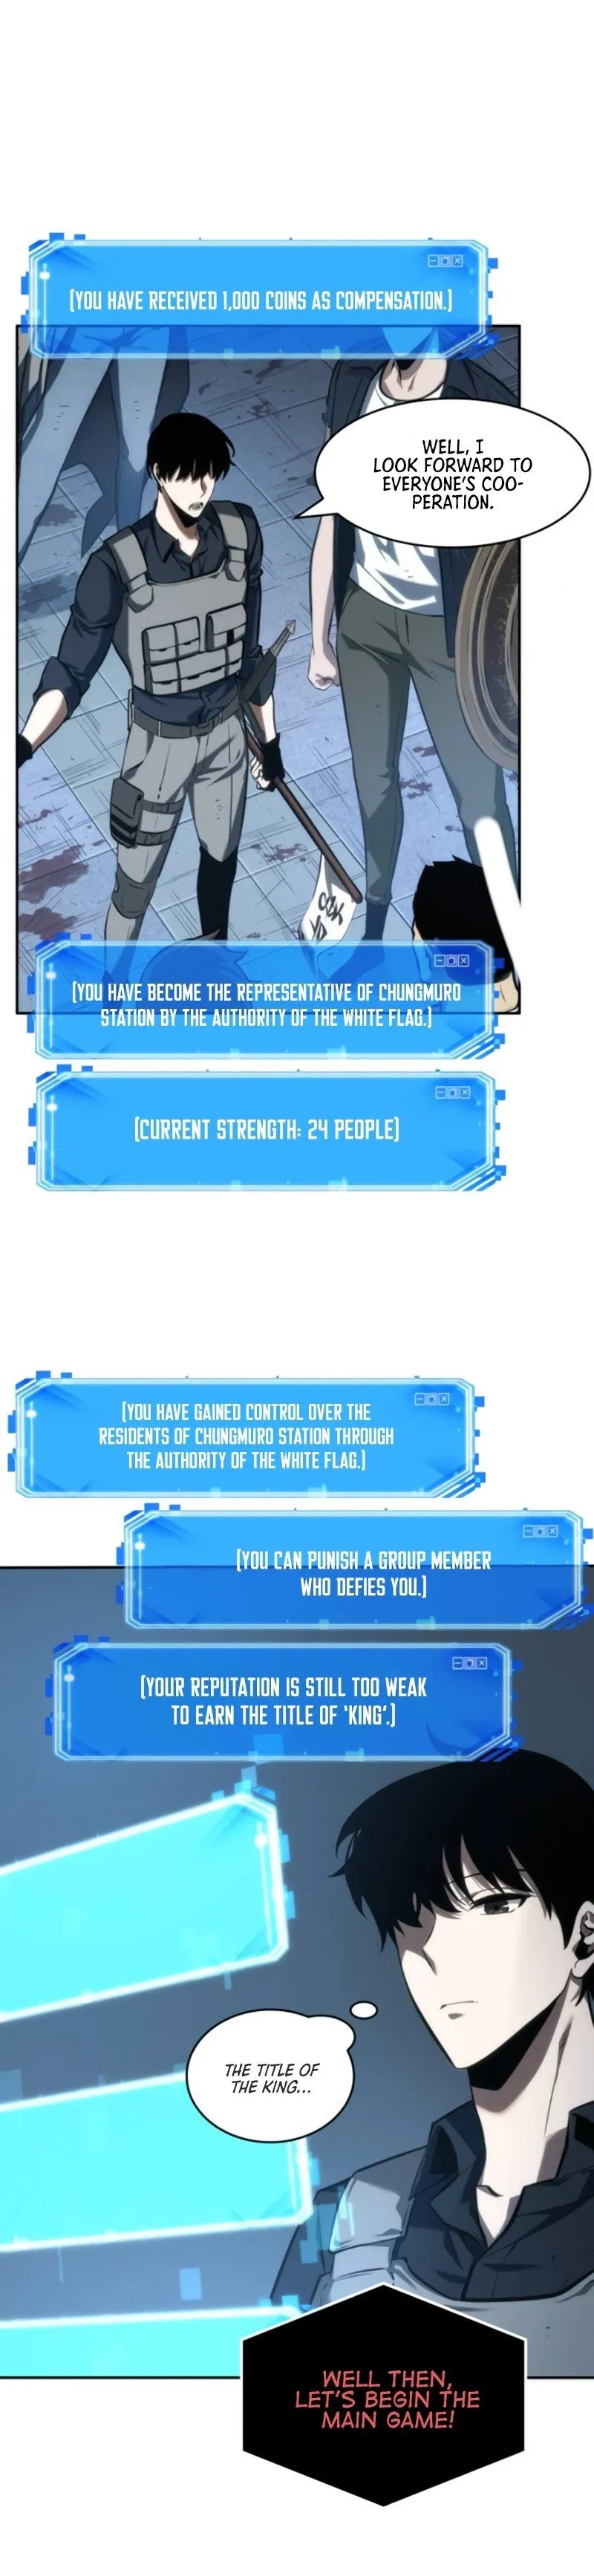 [YOU HAVE RECEIVED 1,000 COINS AS COMPENSATION.]
WELL, I
LOOK FORWARD TO
EVERYONE'S COO-
PERATION.
[YOU HAVE BECOME THE REPRESENTATIVE OF CHUNGMURO
STATION BY THE AUTHORITY OF THE WHITE FLAG.]
[CURRENT STRENGTH: 24 PEOPLE]
[YOU HAVE GAINED CONTROL OVER THE
RESIDENTS OF CHUNGMURO STATION THROUGH
THE AUTHORITY OF THE WHITE FLAG.]
[YOU CAN PUNISH A GROUP MEMBER
WHO DEFIES YOU.]
[YOUR REPUTATION IS STILL TOO WEAK
TO EARN THE TITLE OF 'KING'.]
THE TITLE OF
THE KING...
WELL THEN,
LET'S BEGIN THE
MAIN GAME!